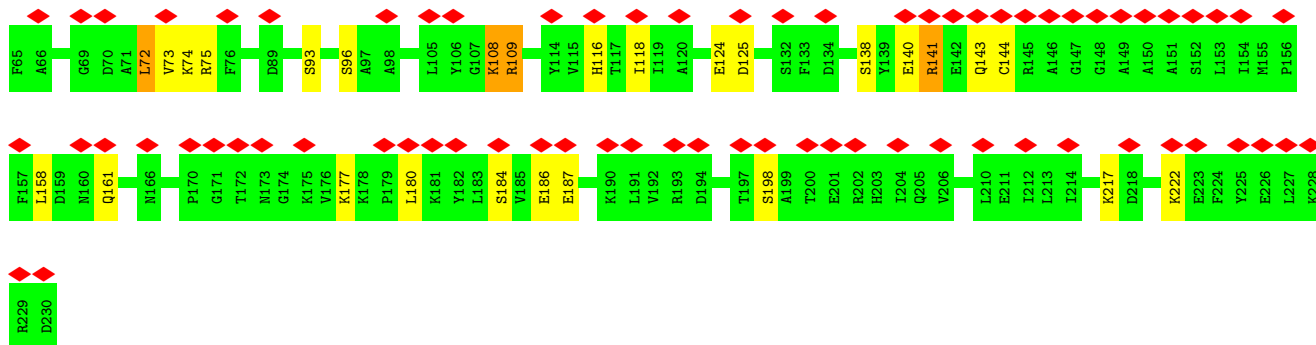 F65 A66 G69 D70 A71 L72 V73 K74 R75 F76 D89 S93 S96 A97 A98 L105 Y106 G107 K108 R109 Y114 V115 H116 T117 I118 I119 A120 E124 D125 S132 F133 D134 S138 Y139 E140 R141 E142 Q143 C144 R145 A146 G147 G148 A149 A150 A151 S152 L153 I154 M155 P156
F157 L158 D159 N160 Q161 N166 P170 G171 T172 N173 G174 K175 V176 K177 K178 P179 L180 K181 Y182 L183 S184 V185 E186 E187 K190 L191 V192 R193 D194 T197 S198 A199 T200 E201 R202 H203 I204 Q205 V206 L210 E211 I212 L213 I214 K217 D218 K222 E223 F224 Y225 E226 L227 K228
R229 D230